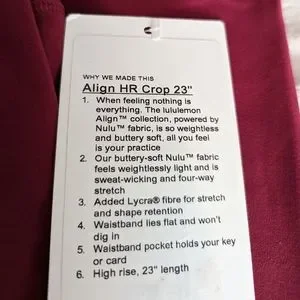 WHY WE MADE THIS
Align HR Crop 23"
1. When feeling nothing is
everything. The lululemon
Align™ collection, powered by
Nulu™ fabric, is so weightless
and buttery soft, all you feel
is your practice
2. Our buttery-soft Nulu™ fabric
feels weightlessly light and is
sweat-wicking and four-way
stretch
3. Added Lycra® fibre for stretch
and shape retention
4. Waistband lies flat and won't
dig in
5. Waistband pocket holds your key
or card
6. High rise, 23" length